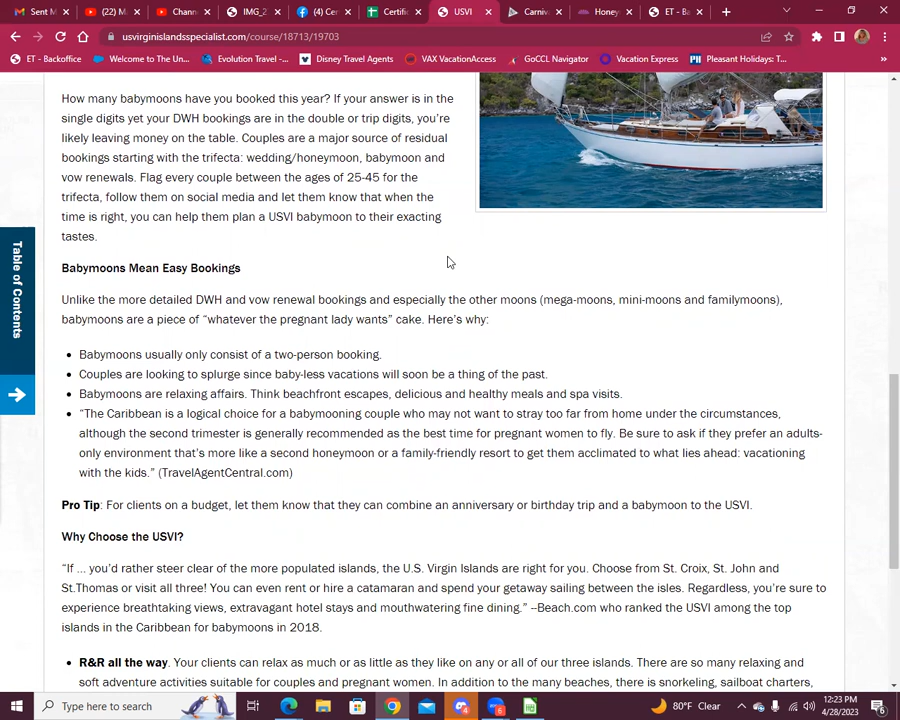 Sent M
(22) M
Chann
IMG_2
(4) Cer
Certific
USVI
Carniv
Honey
ET - Ba
usvirginislandsspecialist.com/course/18713/19703
ET - Backoffice
Welcome to The Un...
Evolution Travel -...
Disney Travel Agents
VAX VacationAccess
GoCCL Navigator
Vacation Express
Pleasant Holidays: T...
How many babymoons have you booked this year? If your answer is in the
single digits yet your DWH bookings are in the double or trip digits, you're
likely leaving money on the table. Couples are a major source of residual
bookings starting with the trifecta: wedding/honeymoon, babymoon and
vow renewals. Flag every couple between the ages of 25-45 for the
trifecta, follow them on social media and let them know that when the
time is right, you can help them plan a USVI babymoon to their exacting
tastes.
Table of Contents
Babymoons Mean Easy Bookings
Unlike the more detailed DWH and vow renewal bookings and especially the other moons (mega-moons, mini-moons and familymoons),
babymoons are a piece of “whatever the pregnant lady wants” cake. Here's why:
• Babymoons usually only consist of a two-person booking.
• Couples are looking to splurge since baby-less vacations will soon be a thing of the past.
• Babymoons are relaxing affairs. Think beachfront escapes, delicious and healthy meals and spa visits.
• “The Caribbean is a logical choice for a babymooning couple who may not want to stray too far from home under the circumstances,
although the second trimester is generally recommended as the best time for pregnant women to fly. Be sure to ask if they prefer an adults-
only environment that's more like a second honeymoon or a family-friendly resort to get them acclimated to what lies ahead: vacationing
with the kids.” (TravelAgentCentral.com)
Pro Tip: For clients on a budget, let them know that they can combine an anniversary or birthday trip and a babymoon to the USVI.
Why Choose the USVI?
“If ... you'd rather steer clear of the more populated islands, the U.S. Virgin Islands are right for you. Choose from St. Croix, St. John and
St.Thomas or visit all three! You can even rent or hire a catamaran and spend your getaway sailing between the isles. Regardless, you're sure to
experience breathtaking views, extravagant hotel stays and mouthwatering fine dining.” --Beach.com who ranked the USVI among the top
islands in the Caribbean for babymoons in 2018.
• R&R all the way. Your clients can relax as much or as little as they like on any or all of our three islands. There are so many relaxing and
soft adventure activities suitable for couples and pregnant women. In addition to the many beaches, there is snorkeling, sailboat charters,
Type here to search
80°F Clear
12:23 PM
4/28/2023